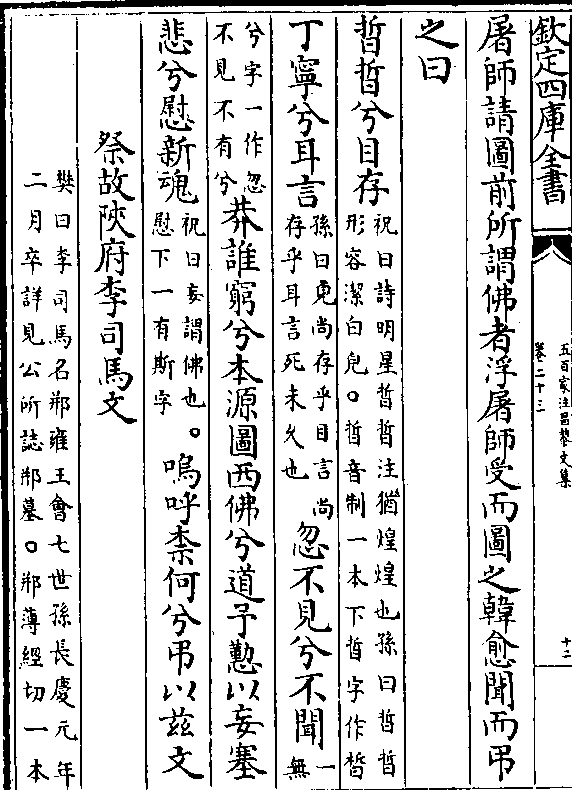 欽定四庫全書
五百家注昌黎文集
卷二十三
十二
屠師請圖前所謂佛者浮屠師受而圖之韓愈聞而弔
之曰
晢晢兮目存
祝曰詩明星晢晢注猶煌煌也孫曰晢晢
形容潔白皃○晢音制一本下晢字作晳
丁寧兮耳言
孫曰皃尚存乎目言尚
存乎耳言死未久也
忽不見兮不聞
一
無
兮字一作忽
不見不有兮
莽誰窮兮本源圖西佛兮道予懃以妄塞
悲兮慰新魂
祝曰妄謂佛也○
慰下一有斯字
嗚呼柰何兮弔以兹文
祭故陝府李司馬文
樊曰李司馬名郱雍王會七世孫長慶元年
二月卒詳見公所誌郱墓○郱薄經切一本